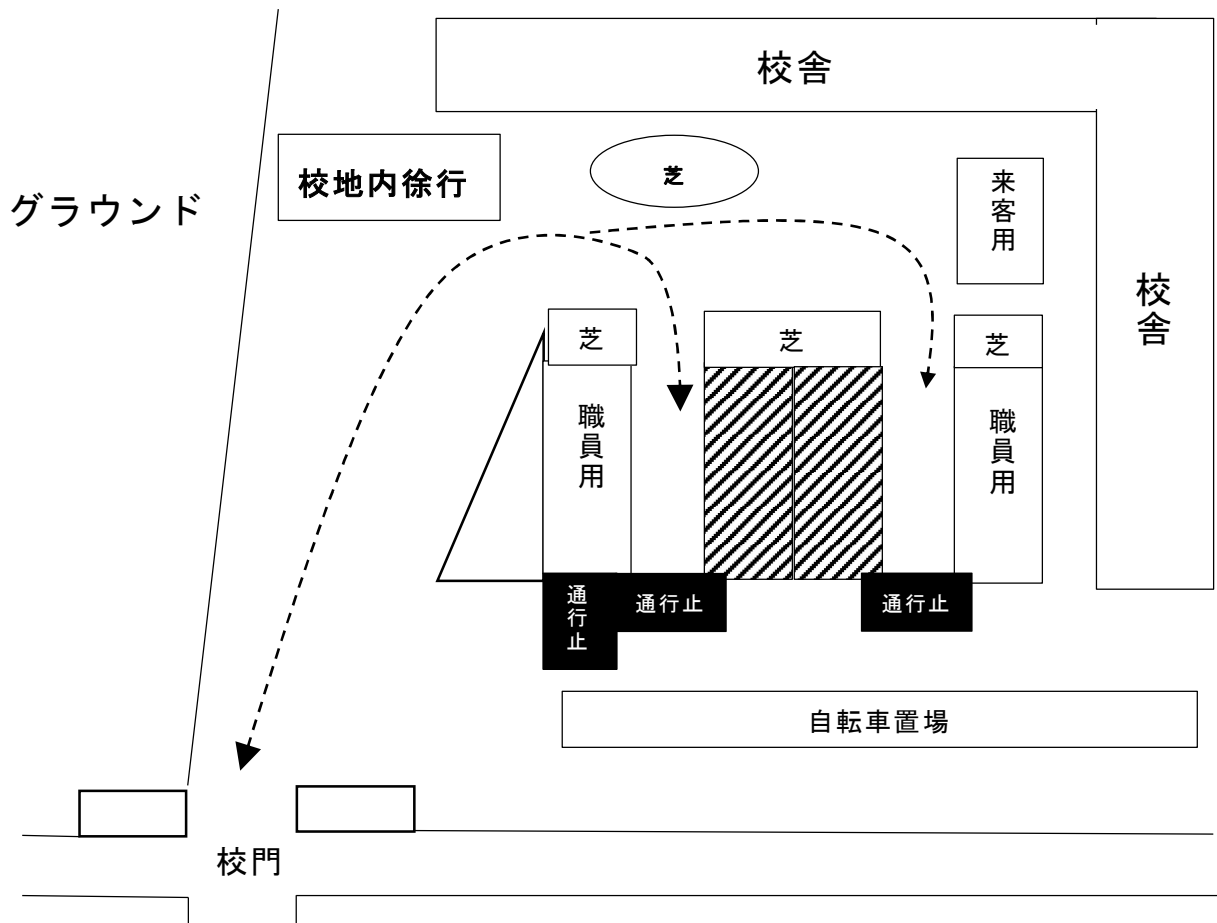 校舎
芝
校地内徐行
来客用
グラウンド
校舎
芝
芝
芝
職員用
職員用
通行止
通行止
通行止
自転車置場
校門